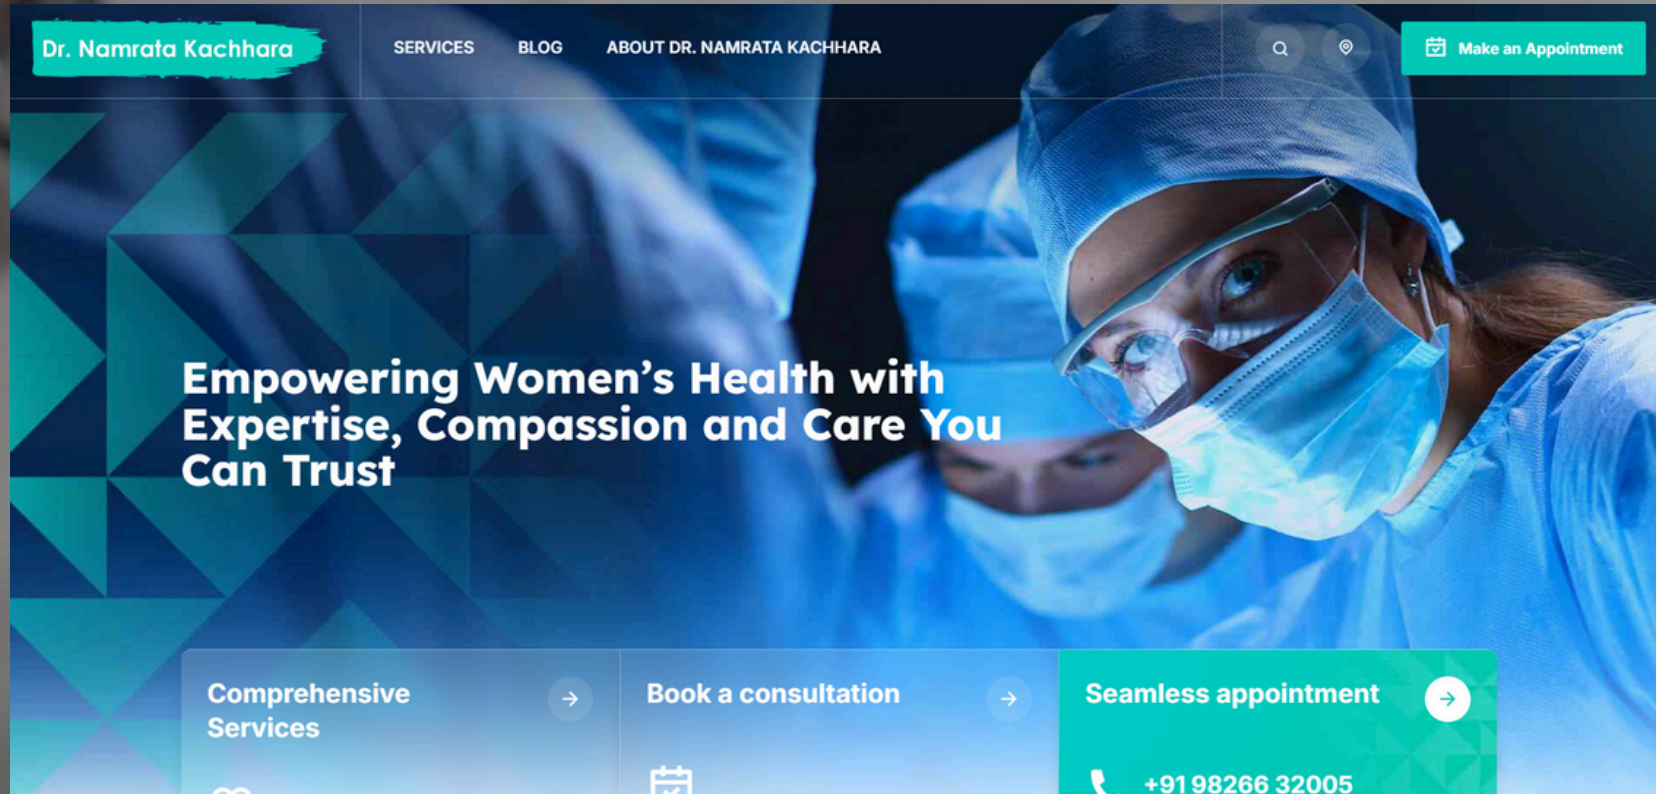 Dr. Namrata Kachhara
SERVICES
BLOG
ABOUT DR. NAMRATA KACHHARA
Make an Appointment
Empowering Women’s Health with
Expertise, Compassion and Care You
Can Trust
Comprehensive
Services
Book a consultation
Seamless appointment
+91 98266 32005